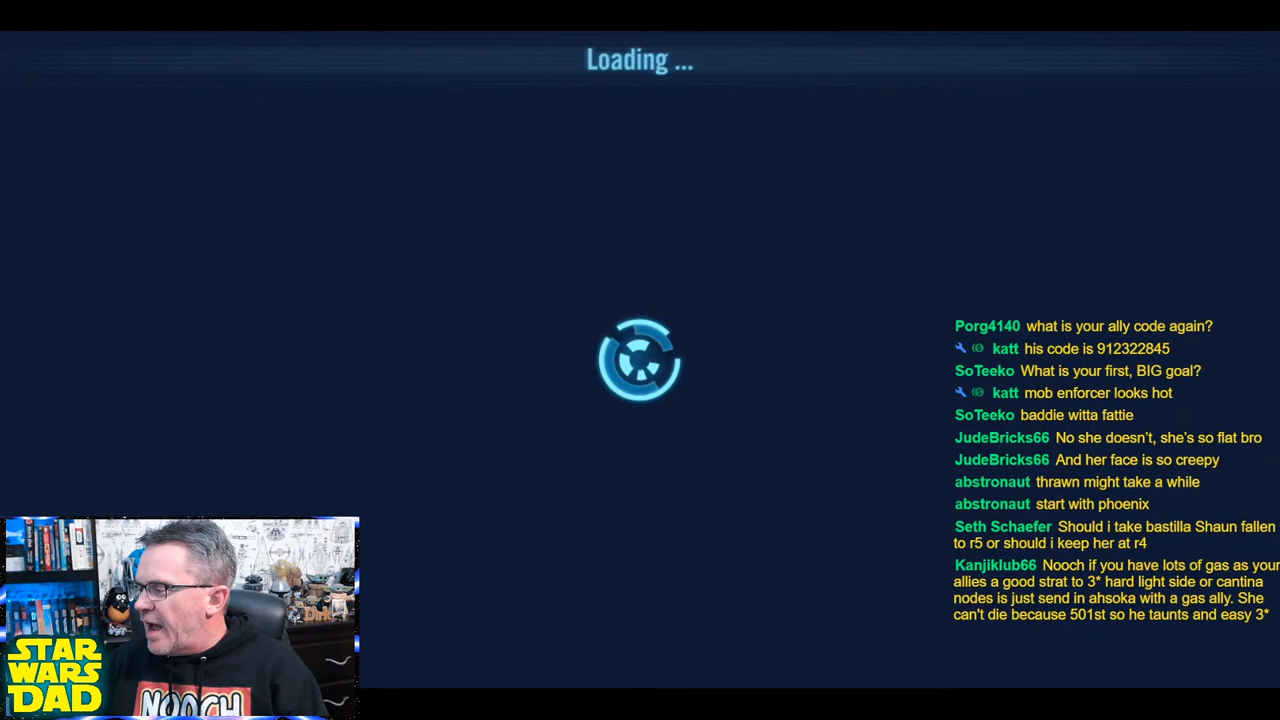 Loading ...
Porg4140 what is your ally code again?
katt his code is 912322845
SoTeeko What is your first, BIG goal?
katt mob enforcer looks hot
SoTeeko baddie witta fattie
JudeBricks66 No she doesn't, she's so flat bro
JudeBricks66 And her face is so creepy
abstronaut thrawn might take a while
abstronaut start with phoenix
Seth Schaefer Should i take bastilla Shaun fallen
to r5 or should i keep her at r4
Kanjiklub66 Nooch if you have lots of gas as your
allies a good strat to 3* hard light side or cantina
nodes is just send in ahsoka with a gas ally. She
can't die because 501st so he taunts and easy 3*
STAR
WARS
DAD
NOOCH